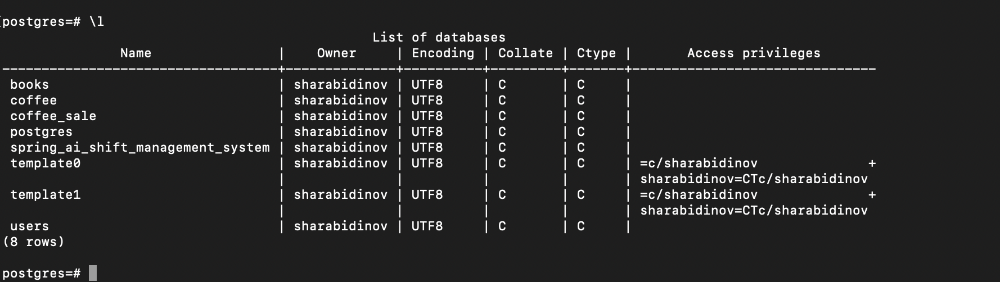 postgres=# \l
                                               List of databases
               Name                |    Owner     | Encoding | Collate | Ctype |       Access privileges
-----------------------------------+--------------+----------+---------+-------+-------------------------------
 books                             | sharabidinov | UTF8     | C       | C     |
 coffee                            | sharabidinov | UTF8     | C       | C     |
 coffee_sale                       | sharabidinov | UTF8     | C       | C     |
 postgres                          | sharabidinov | UTF8     | C       | C     |
 spring_ai_shift_management_system | sharabidinov | UTF8     | C       | C     |
 template0                         | sharabidinov | UTF8     | C       | C     | =c/sharabidinov              +
                                   |              |          |         |       | sharabidinov=CTc/sharabidinov
 template1                         | sharabidinov | UTF8     | C       | C     | =c/sharabidinov              +
                                   |              |          |         |       | sharabidinov=CTc/sharabidinov
 users                             | sharabidinov | UTF8     | C       | C     |
(8 rows)

postgres=#